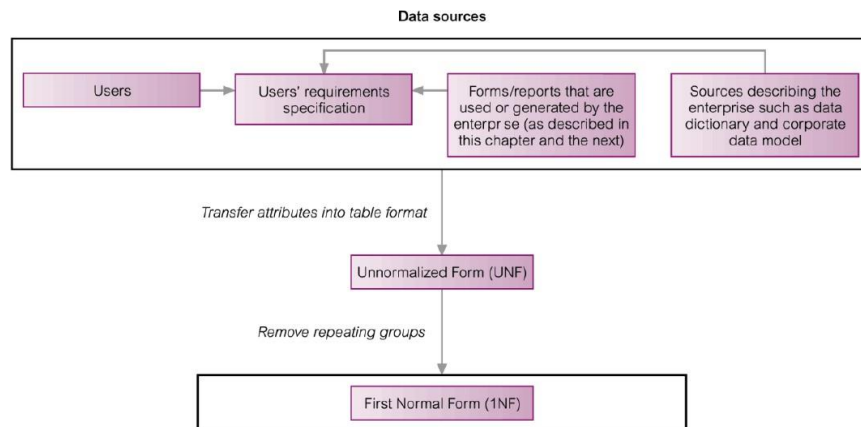 Data sources
Users
Users' requirements
specification
Forms/reports that are
used or generated by the
enterprise (as described in
this chapter and the next)
Sources describing the
enterprise such as data
dictionary and corporate
data model
Transfer attributes into table format
Unnormalized Form (UNF)
Remove repeating groups
First Normal Form (1NF)